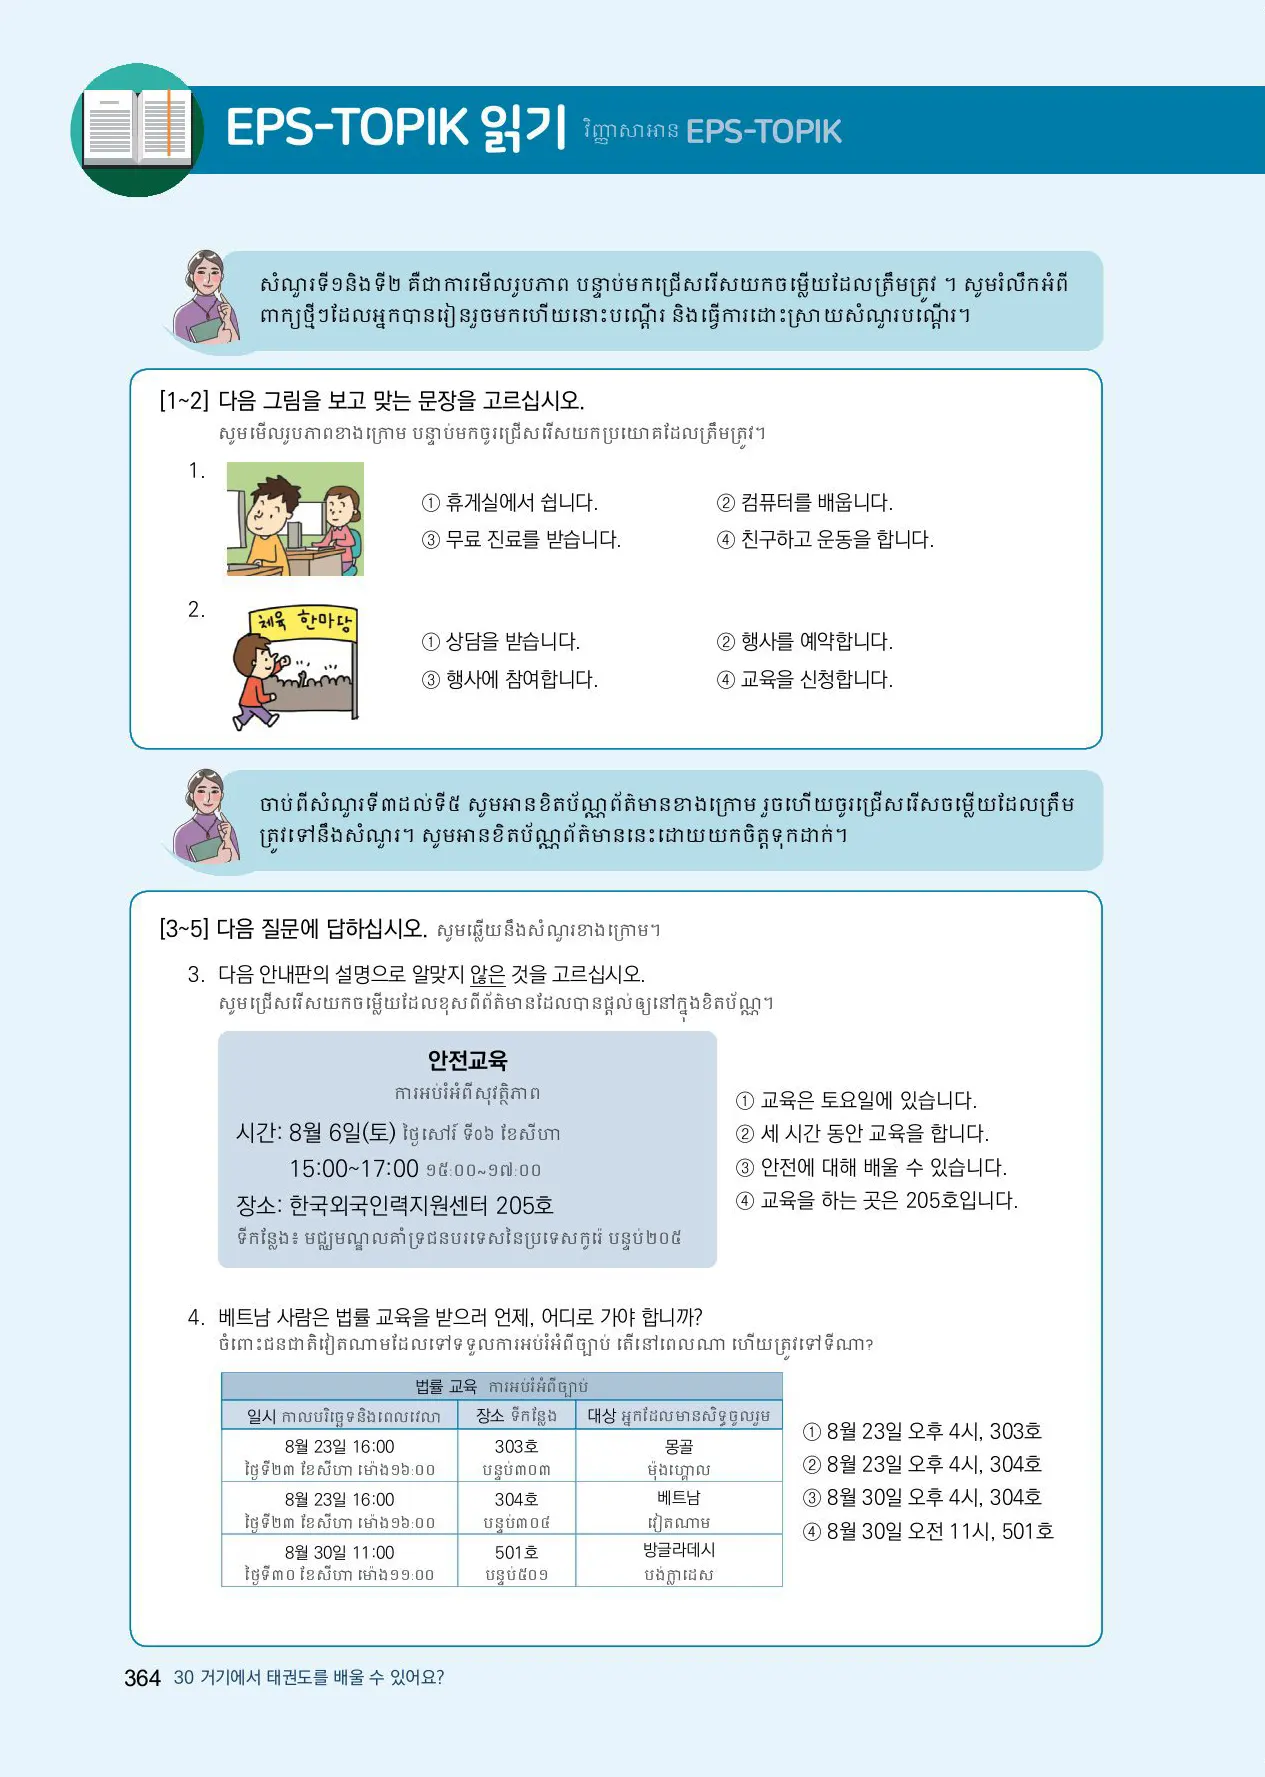 EPS-TOPIK 읽기 វិញ្ញាសាអាន EPS-TOPIK
សំណួរទី១និងទី២ គឺជាការមើលរូបភាព បន្ទាប់មកជ្រើសរើសយកចម្លើយដែលត្រឹមត្រូវ ។ សូមរំលឹកអំពី
ពាក្យថ្មីៗដែលអ្នកបានរៀនរួចមកហើយនោះបណ្ដើរ និងធ្វើការដោះស្រាយសំណួរបណ្ដើរ។
[1~2] 다음 그림을 보고 맞는 문장을 고르십시오.
សូមមើលរូបភាពខាងក្រោម បន្ទាប់មកចូរជ្រើសរើសយកប្រយោគដែលត្រឹមត្រូវ។
1.
① 휴게실에서 쉽니다.
② 컴퓨터를 배웁니다.
③ 무료 진료를 받습니다.
④ 친구하고 운동을 합니다.
2.
체육 한마당
① 상담을 받습니다.
② 행사를 예약합니다.
③ 행사에 참여합니다.
④ 교육을 신청합니다.
ចាប់ពីសំណួរទី៣ដល់ទី៥ សូមអានខិតប័ណ្ណព័ត៌មានខាងក្រោម រួចហើយចូរជ្រើសរើសចម្លើយដែលត្រឹម
ត្រូវទៅនឹងសំណួរ។ សូមអានខិតប័ណ្ណព័ត៌មាននេះដោយយកចិត្តទុកដាក់។
[3~5] 다음 질문에 답하십시오. សូមឆ្លើយនឹងសំណួរខាងក្រោម។
3. 다음 안내판의 설명으로 알맞지 않은 것을 고르십시오.
សូមជ្រើសរើសយកចម្លើយដែលខុសពីព័ត៌មានដែលបានផ្ដល់ឲ្យនៅក្នុងខិតប័ណ្ណ។
안전교육
ការអប់រំអំពីសុវត្ថិភាព
시간: 8월 6일(토) ថ្ងៃសៅរ៍ ទី០៦ ខែសីហា
15:00~17:00 ១៥:០០~១៧:០០
장소: 한국외국인력지원센터 205호
ទីកន្លែង៖ មជ្ឈមណ្ឌលគាំទ្រជនបរទេសនៃប្រទេសកូរ៉េ បន្ទប់២០៥
① 교육은 토요일에 있습니다.
② 세 시간 동안 교육을 합니다.
③ 안전에 대해 배울 수 있습니다.
④ 교육을 하는 곳은 205호입니다.
4. 베트남 사람은 법률 교육을 받으러 언제, 어디로 가야 합니까?
ចំពោះជនជាតិវៀតណាមដែលទៅទទួលការអប់រំអំពីច្បាប់ តើនៅពេលណា ហើយត្រូវទៅទីណា?
법률 교육 ការអប់រំអំពីច្បាប់
일시 កាលបរិច្ឆេទនិងពេលវេលា 장소 ទីកន្លែង 대상 អ្នកដែលមានសិទ្ធចូលរួម
8월 23일 16:00 303호 몽골
ថ្ងៃទី២៣ ខែសីហា ម៉ោង១៦:០០ បន្ទប់៣០៣ ម៉ុងហ្គោល
8월 23일 16:00 304호 베트남
ថ្ងៃទី២៣ ខែសីហា ម៉ោង១៦:០០ បន្ទប់៣០៤ វៀតណាម
8월 30일 11:00 501호 방글라데시
ថ្ងៃទី៣០ ខែសីហា ម៉ោង១១:០០ បន្ទប់៥០១ បង់ក្លាដេស
① 8월 23일 오후 4시, 303호
② 8월 23일 오후 4시, 304호
③ 8월 30일 오후 4시, 304호
④ 8월 30일 오전 11시, 501호
364 30 거기에서 태권도를 배울 수 있어요?